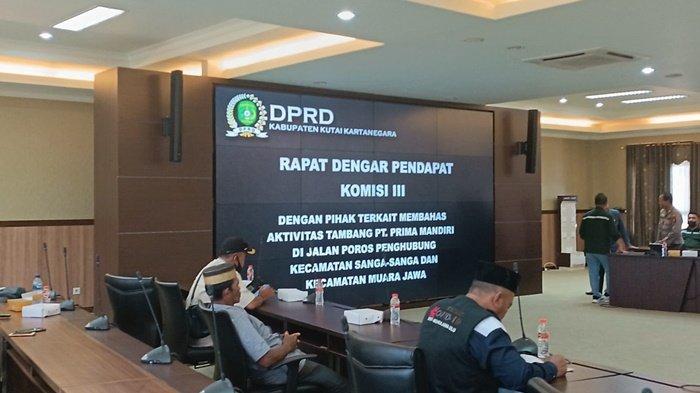 DPRD
KABUPATEN KUTAI KARTANEGARA
RAPAT DENGAR PENDAPAT
KOMISI III
DENGAN PIHAK TERKAIT MEMBAHAS
AKTIVITAS TAMBANG PT. PRIMA MANDIRI
DI JALAN POROS PENGHUBUNG
KECAMATAN SANGA-SANGA DAN
KECAMATAN MUARA JAWA